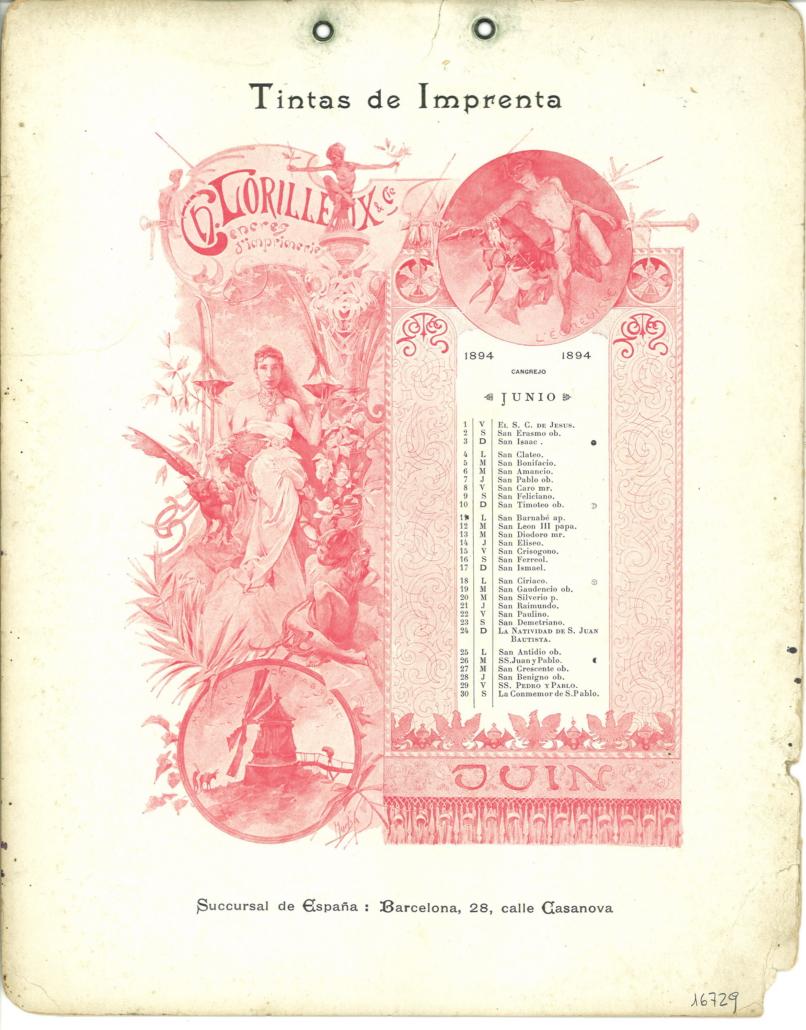 Tintas de Imprenta
CH. LORILLEUX & Cie
encres
d'imprimerie
L'ÉCREVISSE
1894 1894
CANGREJO
JUNIO
1 V EL S. C. DE JESUS.
2 S San Erasmo ob.
3 D San Isaac .
4 L San Clateo.
5 M San Bonifacio.
6 M San Amancio.
7 J San Pablo ob.
8 V San Caro mr.
9 S San Feliciano.
10 D San Timoteo ob.
11 L San Barnabé ap.
12 M San Leon III papa.
13 M San Diodoro mr.
14 J San Eliseo.
15 V San Crisogono.
16 S San Ferreol.
17 D San Ismael.
18 L San Ciriaco.
19 M San Gaudencio ob.
20 M San Silverio p.
21 J San Raimundo.
22 V San Paulino.
23 S San Demetriano.
24 D LA NATIVIDAD DE S. JUAN
BAUTISTA.
25 L San Antidio ob.
26 M SS. Juan y Pablo.
27 M San Crescente ob.
28 J San Benigno ob.
29 V SS. PEDRO Y PABLO.
30 S La Conmemor de S. Pablo.
JUIN
Succursal de España : Barcelona, 28, calle Casanova
16729